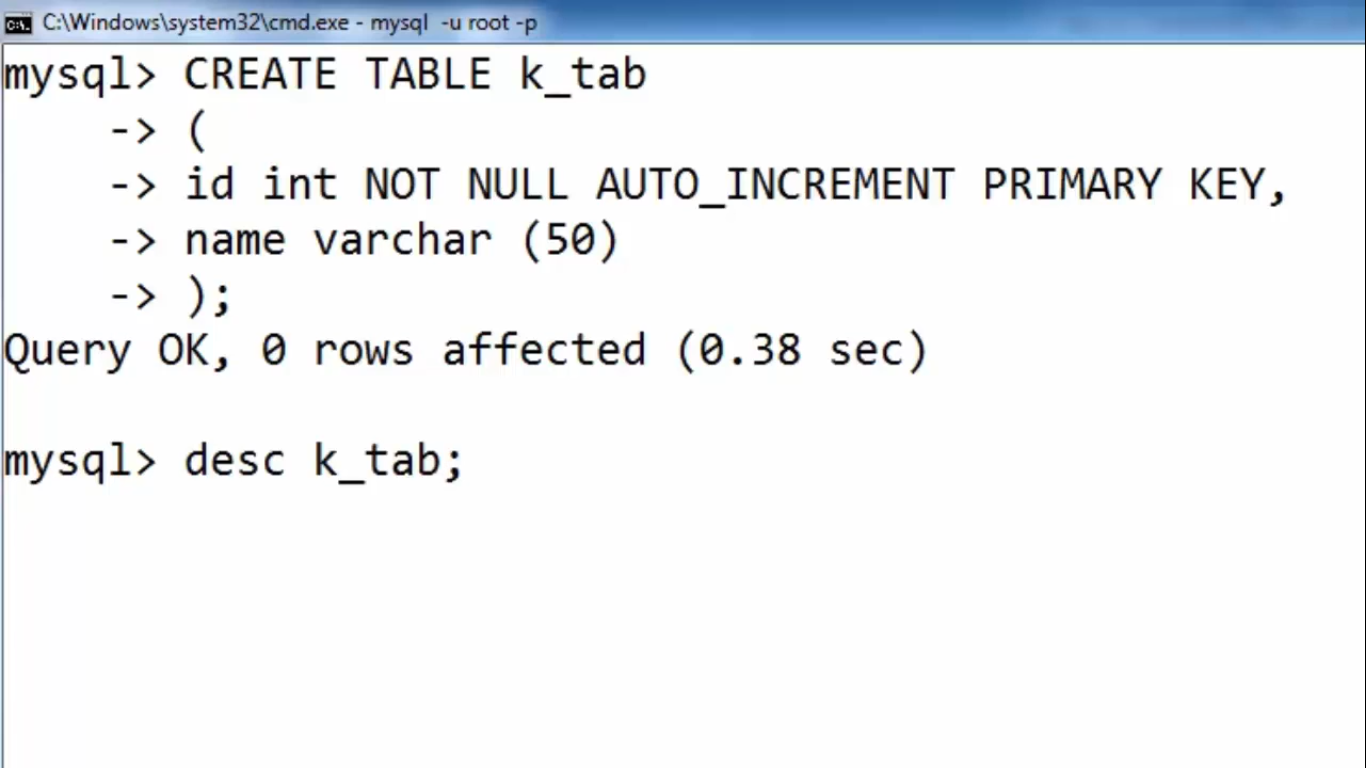 C:\Windows\system32\cmd.exe - mysql  -u root -p
mysql> CREATE TABLE k_tab
    -> (
    -> id int NOT NULL AUTO_INCREMENT PRIMARY KEY,
    -> name varchar (50)
    -> );
Query OK, 0 rows affected (0.38 sec)
mysql> desc k_tab;